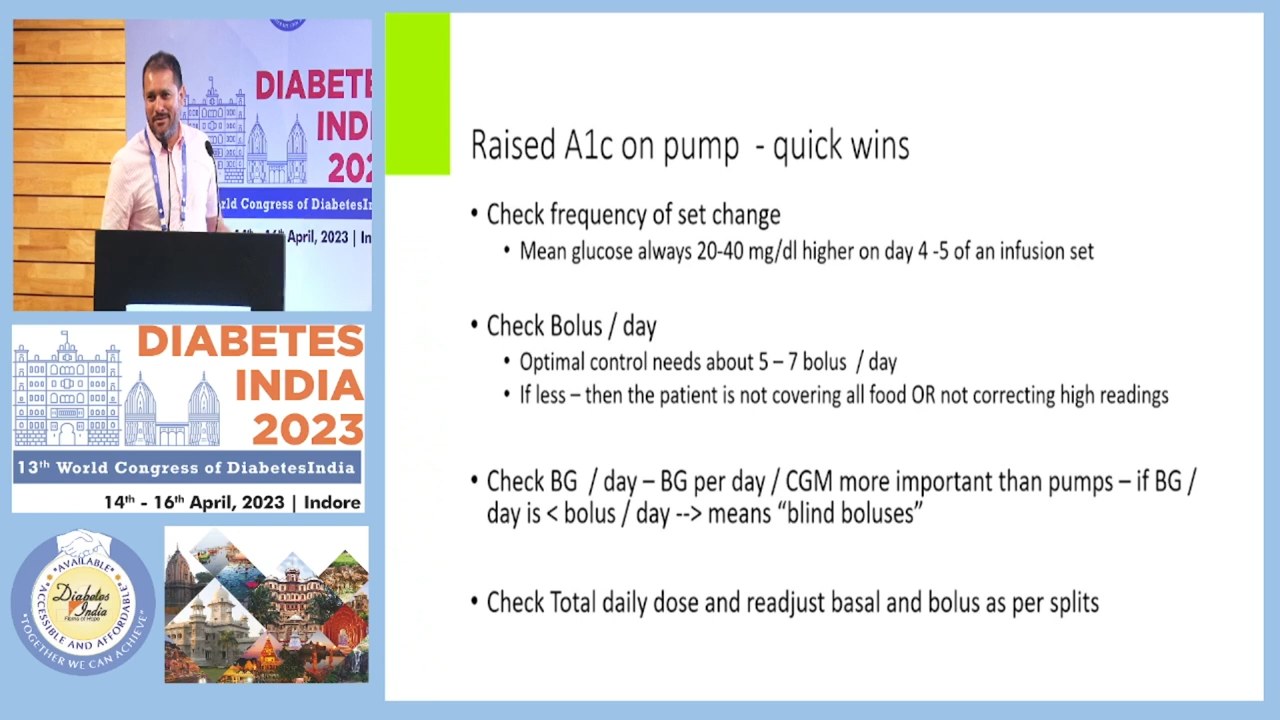 DIABETE
IND
202
rld Congress of DiabetesI
April, 2023 | In
DIABETES
INDIA
2023
13th World Congress of DiabetesIndia
14th - 16th April, 2023 | Indore
AVAILABLE
ACCESSIBLE AND AFFORDABLE
Diabetes
India
"TOGETHER WE CAN ACHIEVE"
Raised A1c on pump - quick wins
• Check frequency of set change
• Mean glucose always 20-40 mg/dl higher on day 4 -5 of an infusion set
• Check Bolus / day
• Optimal control needs about 5 – 7 bolus / day
• If less – then the patient is not covering all food OR not correcting high readings
• Check BG / day – BG per day / CGM more important than pumps – if BG /
day is < bolus / day --> means “blind boluses”
• Check Total daily dose and readjust basal and bolus as per splits